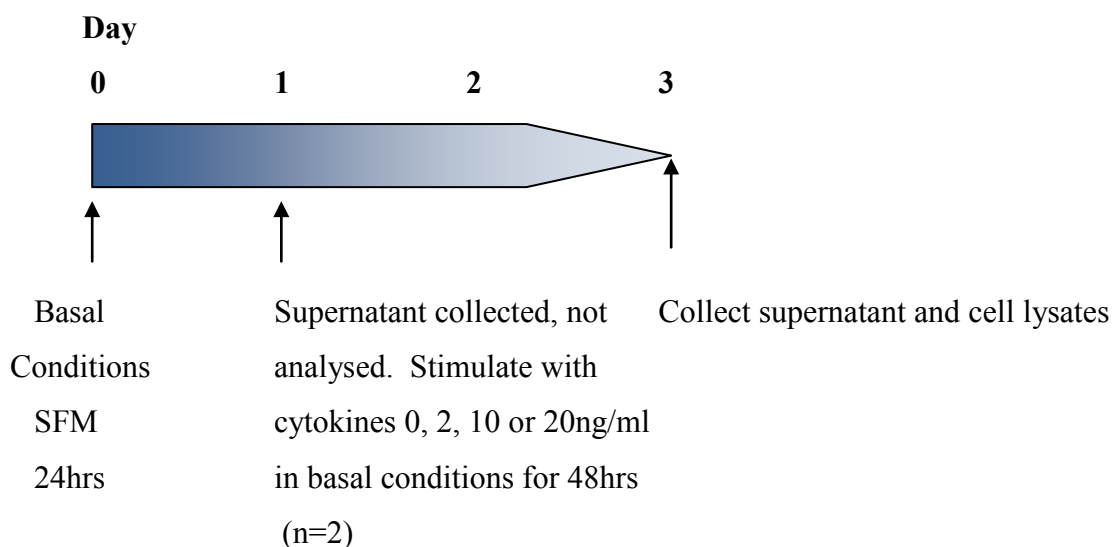 Day
0 1 2 3
Basal
Conditions
SFM
24hrs
Supernatant collected, not
analysed. Stimulate with
cytokines 0, 2, 10 or 20ng/ml
in basal conditions for 48hrs
(n=2)
Collect supernatant and cell lysates